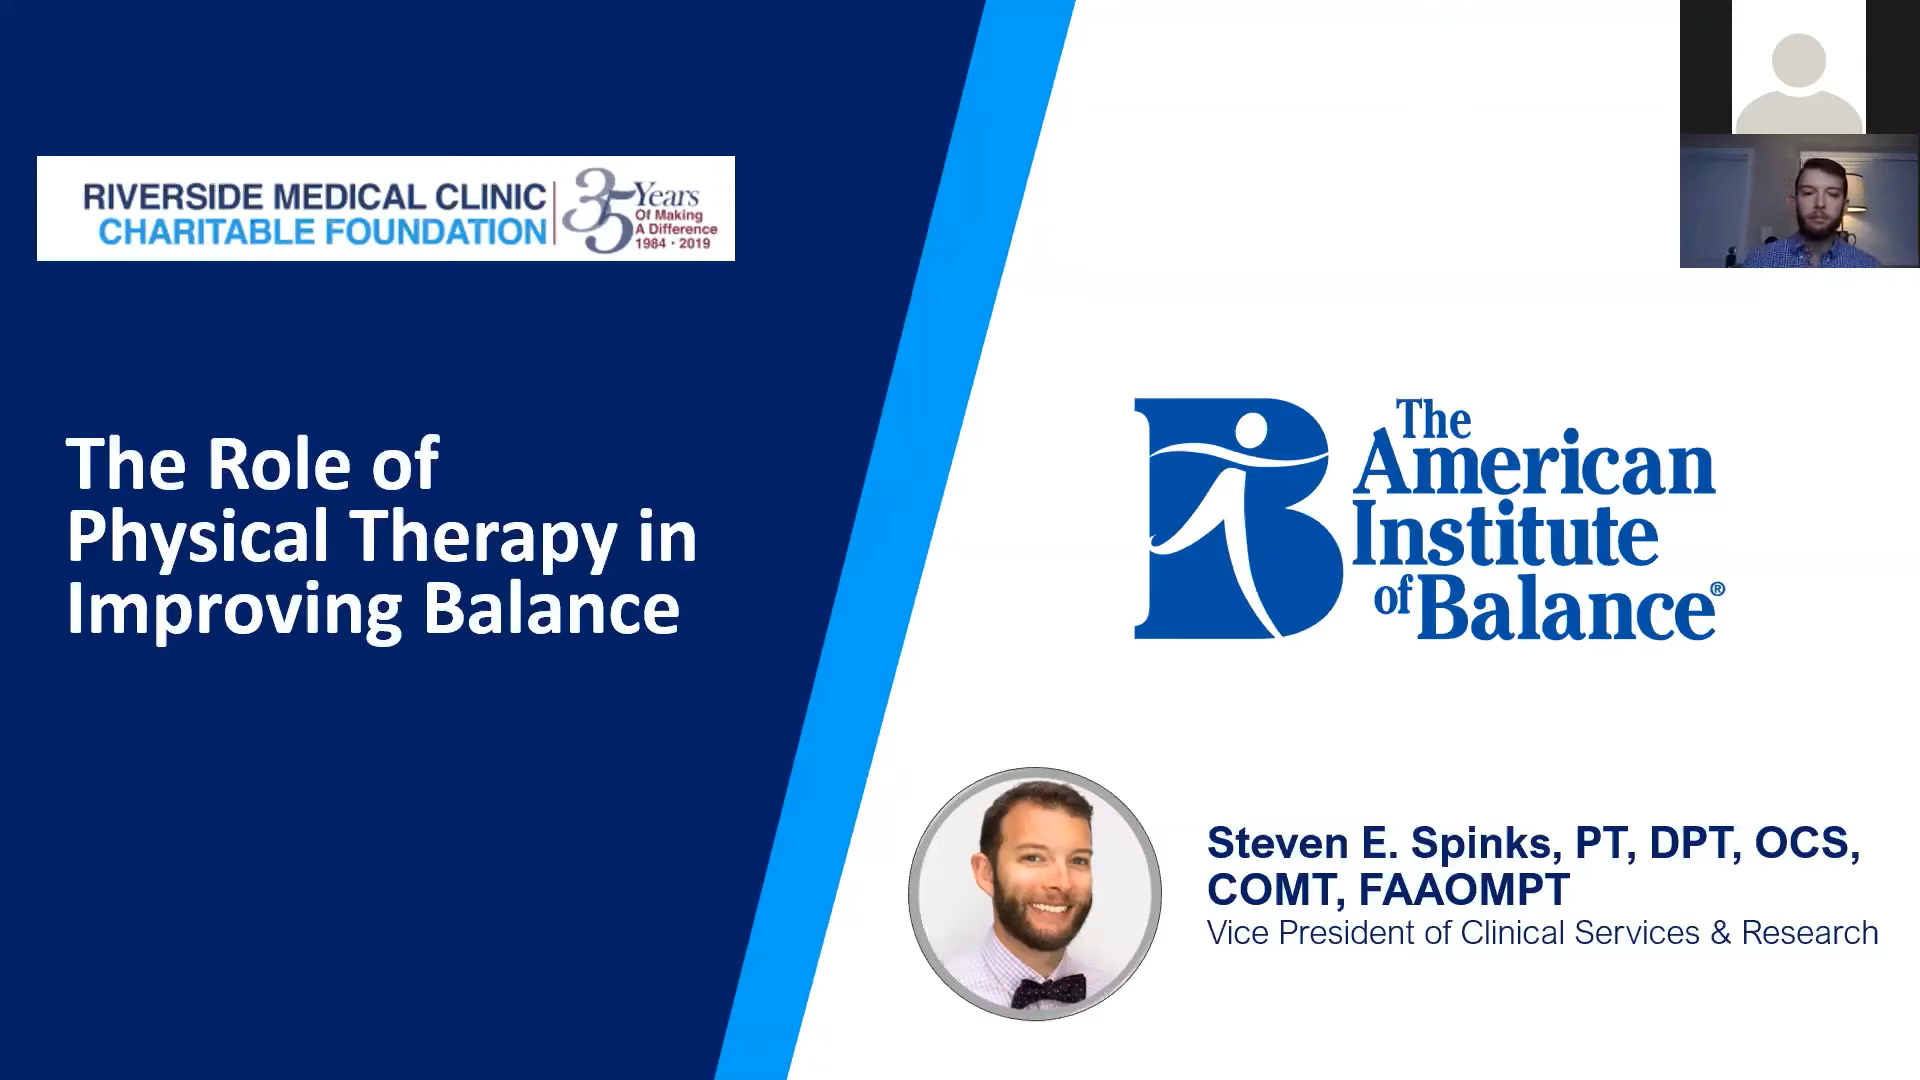 RIVERSIDE MEDICAL CLINIC
CHARITABLE FOUNDATION
35 Years
Of Making
A Difference
1984 • 2019
The Role of
Physical Therapy in
Improving Balance
The
American
Institute
of Balance®
Steven E. Spinks, PT, DPT, OCS,
COMT, FAAOMPT
Vice President of Clinical Services & Research